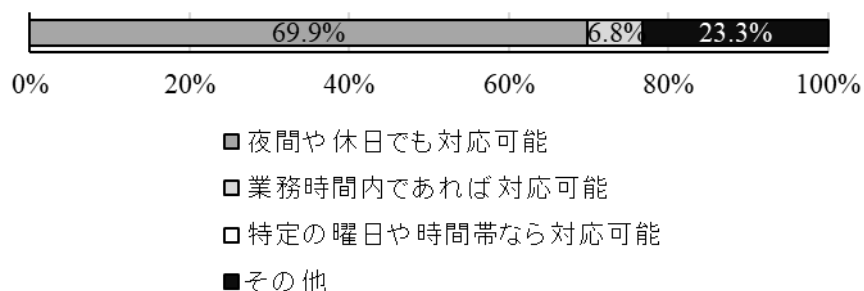 69.9% 6.8% 23.3%
0% 20% 40% 60% 80% 100%
夜間や休日でも対応可能
業務時間内であれば対応可能
特定の曜日や時間帯なら対応可能
その他